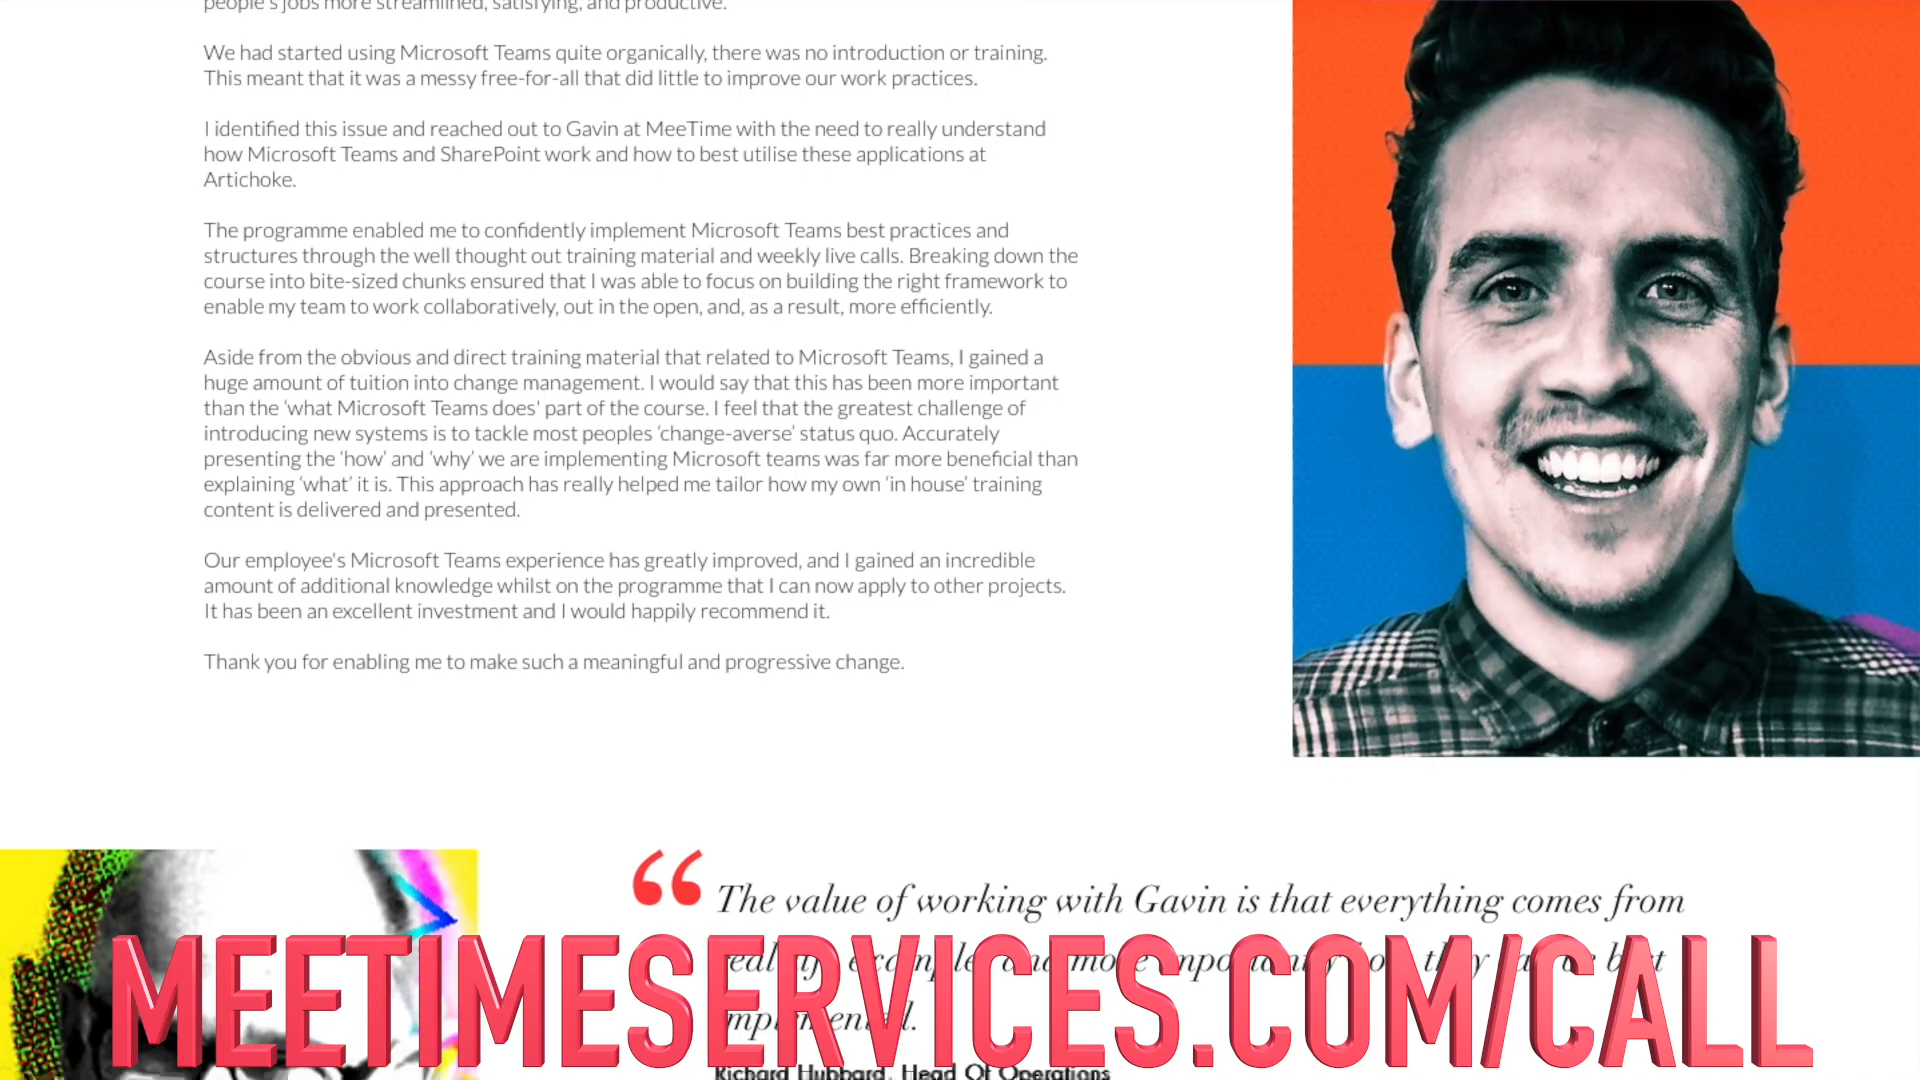 people's jobs more streamlined, satisfying, and productive.
We had started using Microsoft Teams quite organically, there was no introduction or training.
This meant that it was a messy free-for-all that did little to improve our work practices.
I identified this issue and reached out to Gavin at MeeTime with the need to really understand
how Microsoft Teams and SharePoint work and how to best utilise these applications at
Artichoke.
The programme enabled me to confidently implement Microsoft Teams best practices and
structures through the well thought out training material and weekly live calls. Breaking down the
course into bite-sized chunks ensured that I was able to focus on building the right framework to
enable my team to work collaboratively, out in the open, and, as a result, more efficiently.
Aside from the obvious and direct training material that related to Microsoft Teams, I gained a
huge amount of tuition into change management. I would say that this has been more important
than the ‘what Microsoft Teams does' part of the course. I feel that the greatest challenge of
introducing new systems is to tackle most peoples ‘change-averse’ status quo. Accurately
presenting the ‘how’ and ‘why’ we are implementing Microsoft teams was far more beneficial than
explaining ‘what’ it is. This approach has really helped me tailor how my own ‘in house’ training
content is delivered and presented.
Our employee's Microsoft Teams experience has greatly improved, and I gained an incredible
amount of additional knowledge whilst on the programme that I can now apply to other projects.
It has been an excellent investment and I would happily recommend it.
Thank you for enabling me to make such a meaningful and progressive change.
“ The value of working with Gavin is that everything comes from
MEETIMESERVICES.COM/CALL
Richard Hubbard, Head Of Operations